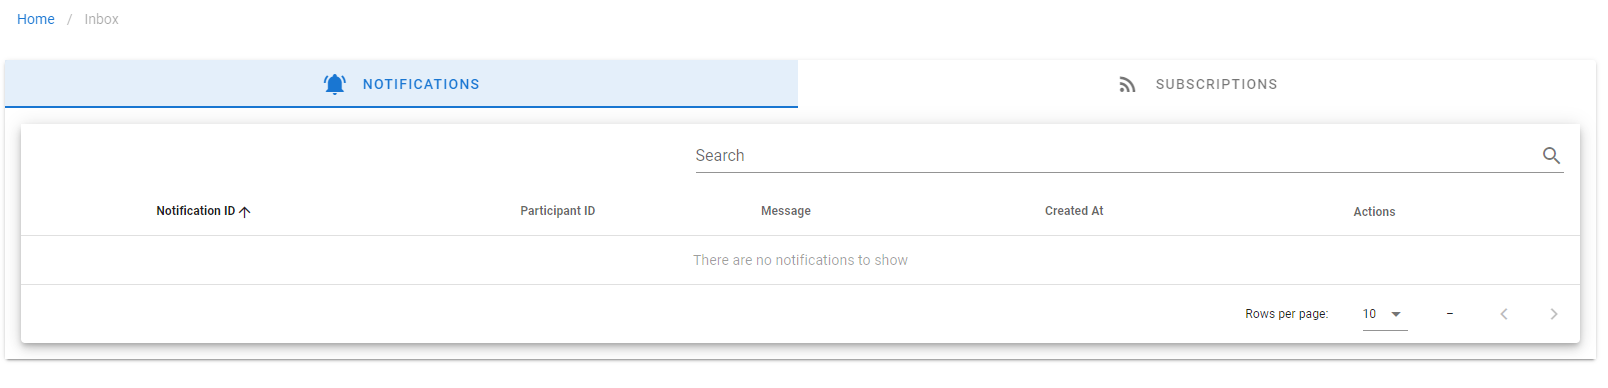 Home / Inbox
NOTIFICATIONS SUBSCRIPTIONS
Search
Notification ID Participant ID Message Created At Actions
There are no notifications to show
Rows per page: 10 –